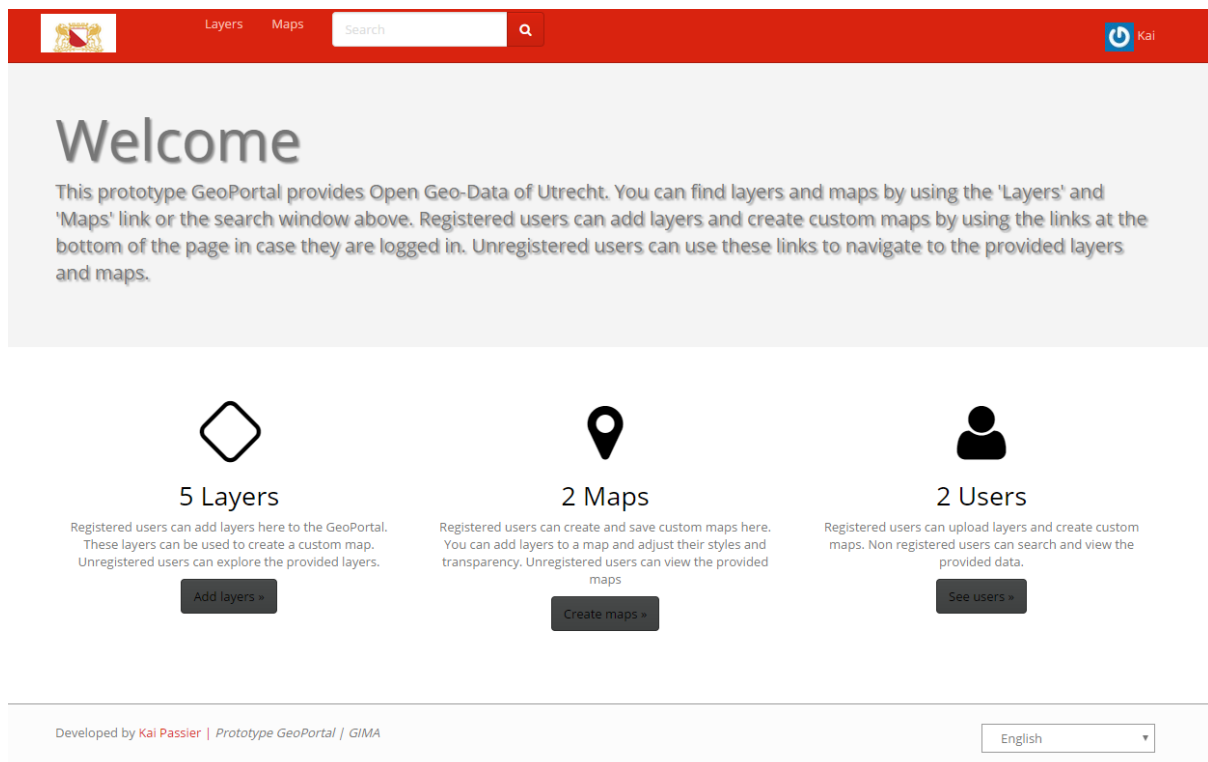 Layers Maps Search Kai
Welcome
This prototype GeoPortal provides Open Geo-Data of Utrecht. You can find layers and maps by using the 'Layers' and
'Maps' link or the search window above. Registered users can add layers and create custom maps by using the links at the
bottom of the page in case they are logged in. Unregistered users can use these links to navigate to the provided layers
and maps.
5 Layers
Registered users can add layers here to the GeoPortal.
These layers can be used to create a custom map.
Unregistered users can explore the provided layers.
Add layers »
2 Maps
Registered users can create and save custom maps here.
You can add layers to a map and adjust their styles and
transparency. Unregistered users can view the provided
maps
Create maps »
2 Users
Registered users can upload layers and create custom
maps. Non registered users can search and view the
provided data.
See users »
Developed by Kai Passier | Prototype GeoPortal | GIMA
English